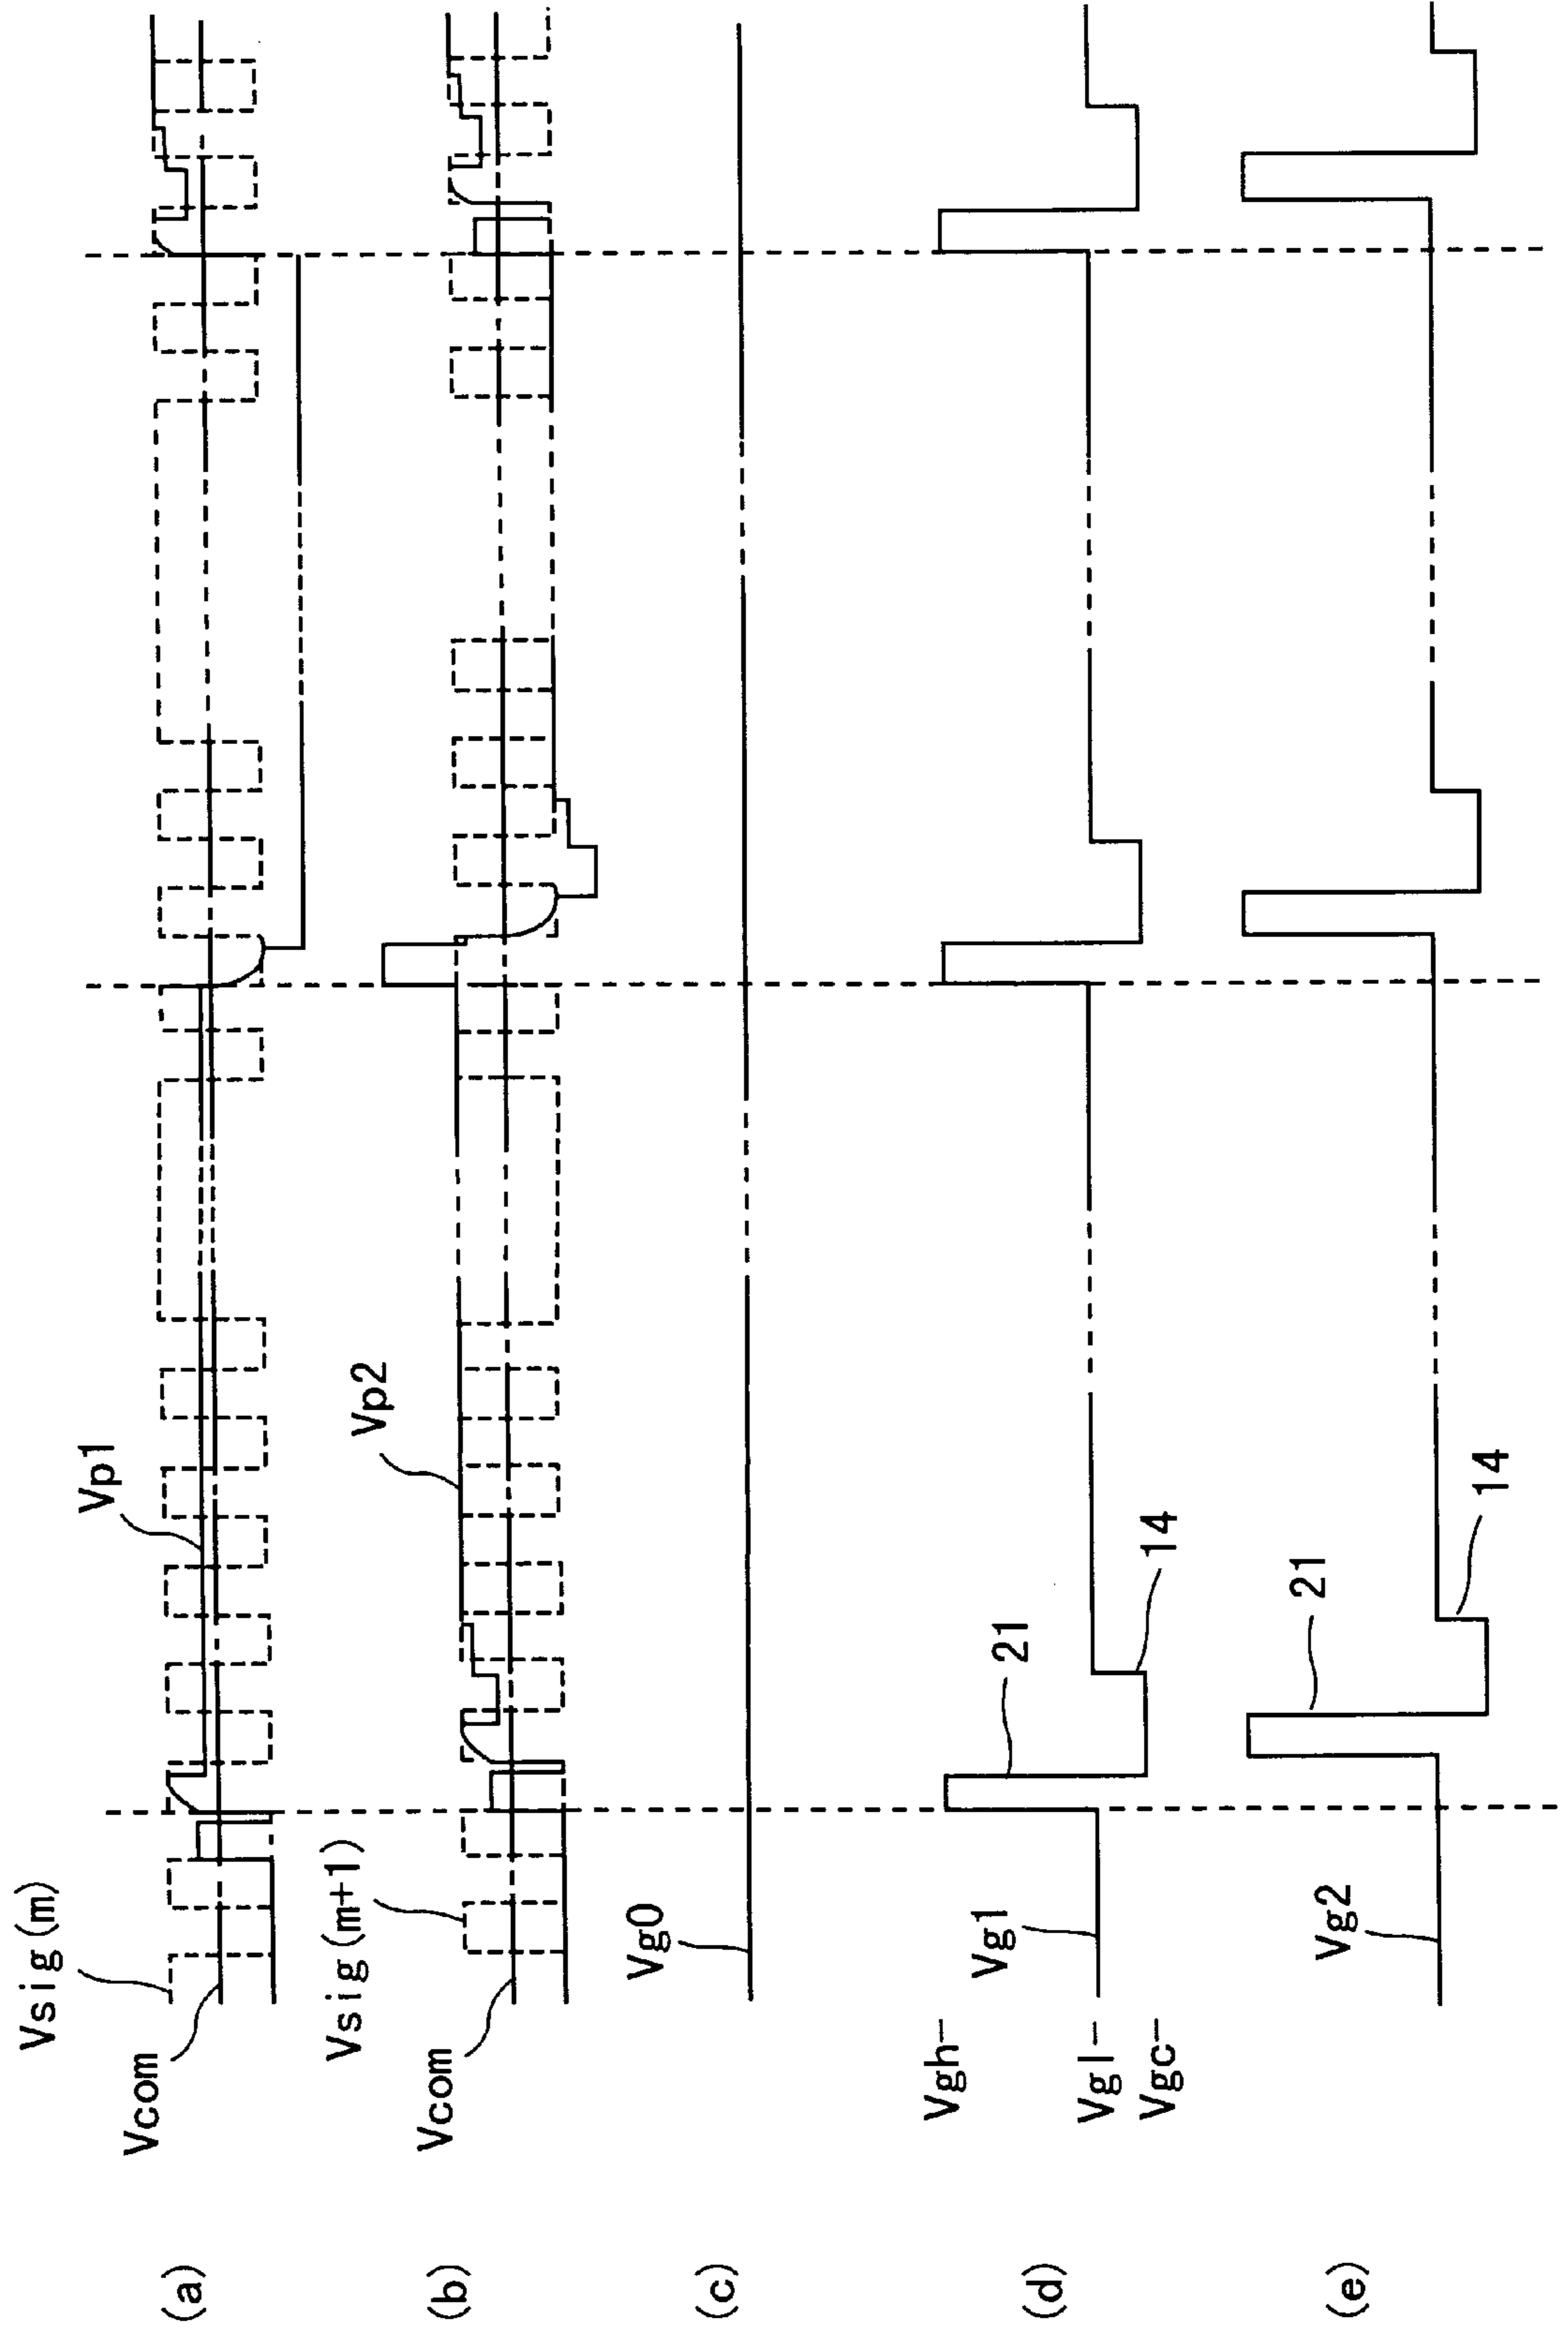 (a)
Vsig(m)
Vcom
Vp1
(b)
Vsig(m+1)
Vcom
Vp2
(c)
Vg0
(d)
Vgh
Vgl
Vgc
Vg1
21
14
(e)
Vg2
21
14